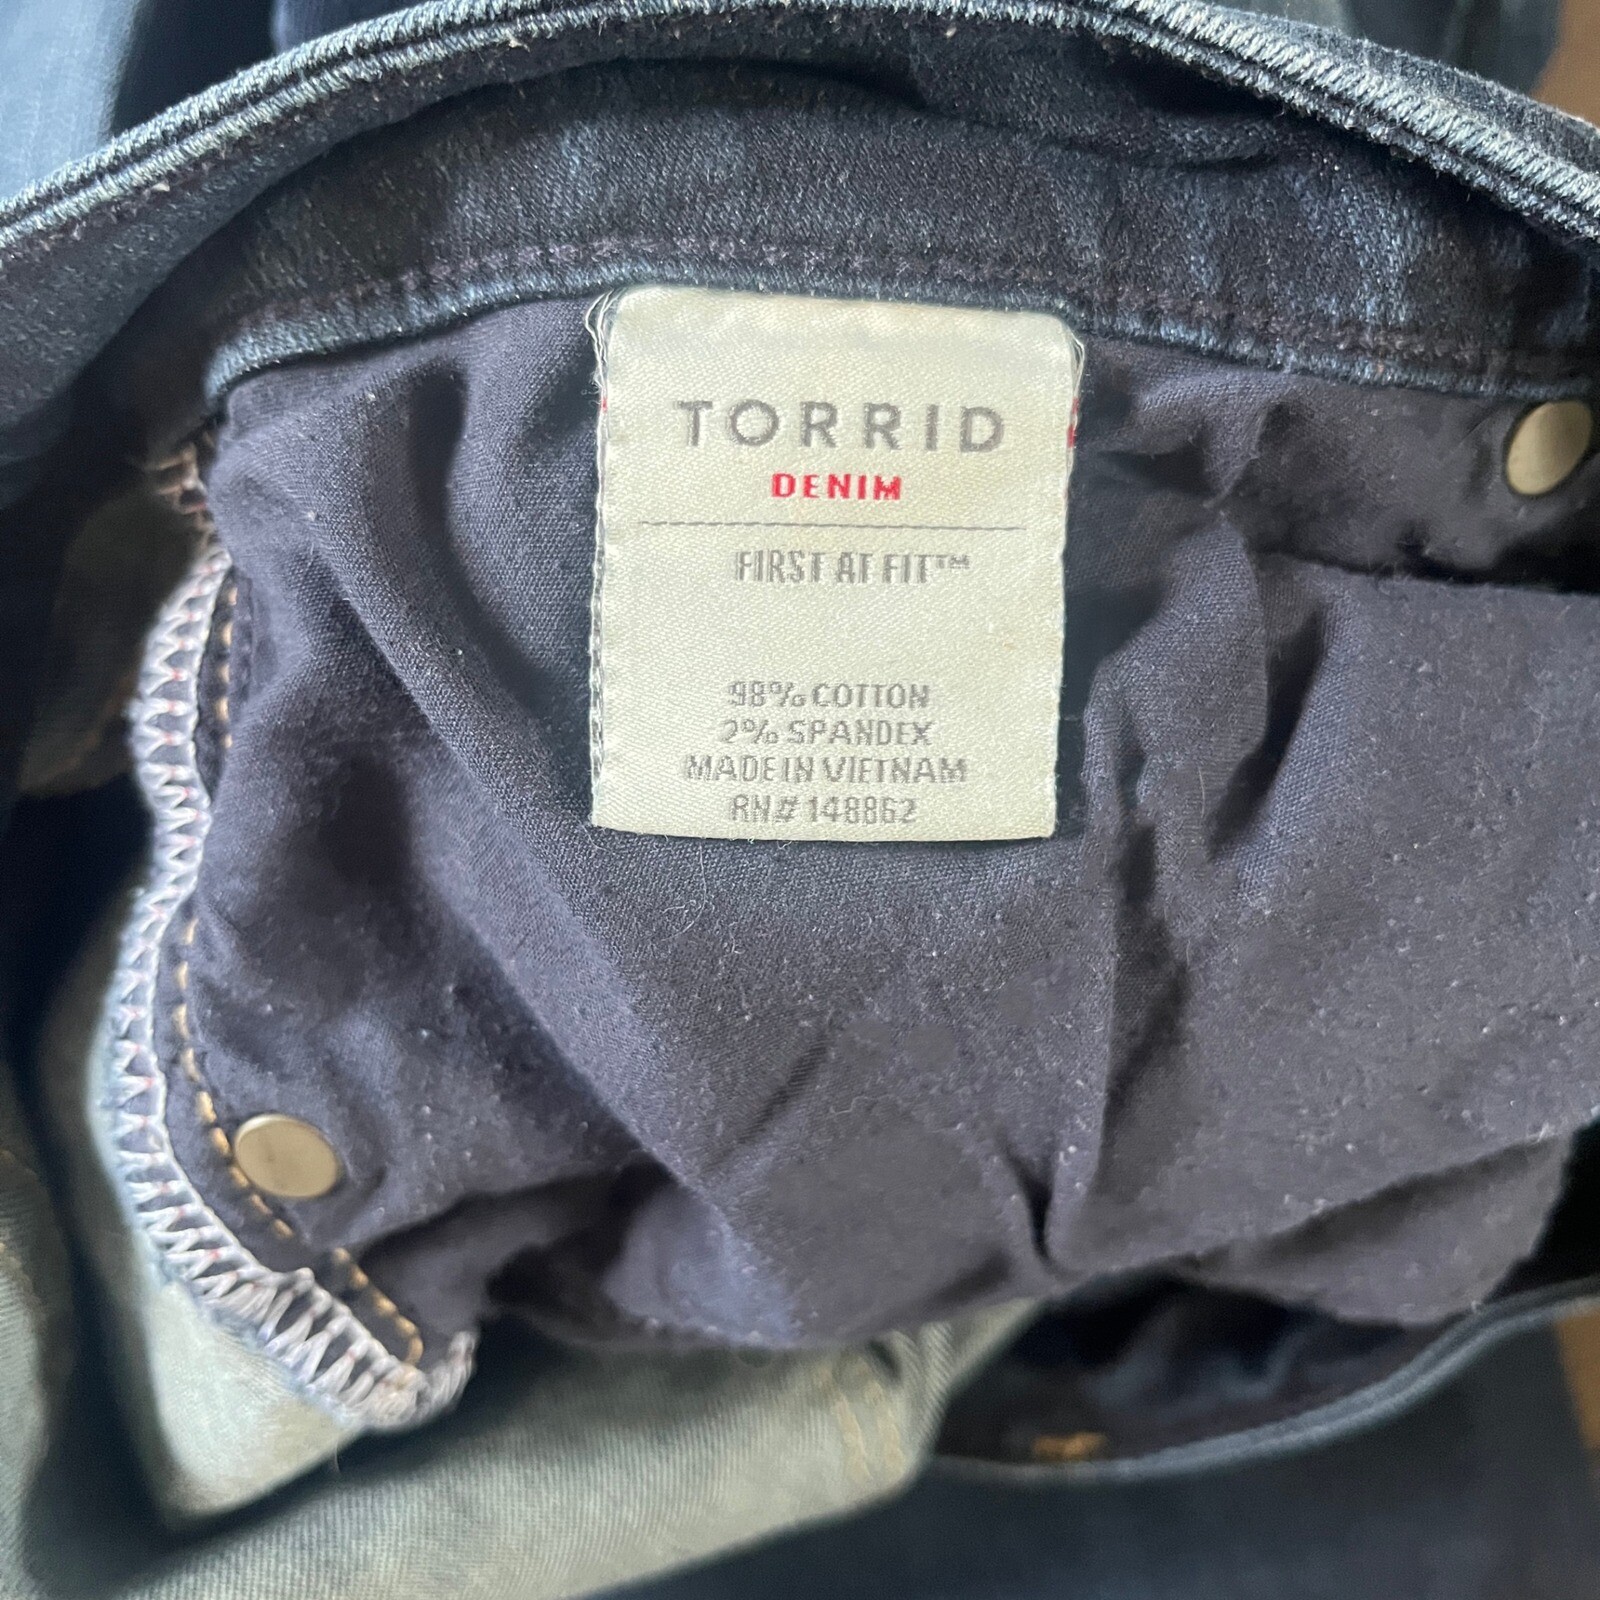 TORRID
DENIM
FIRST AT FIT™
98% COTTON
2% SPANDEX
MADE IN VIETNAM
RN# 148862